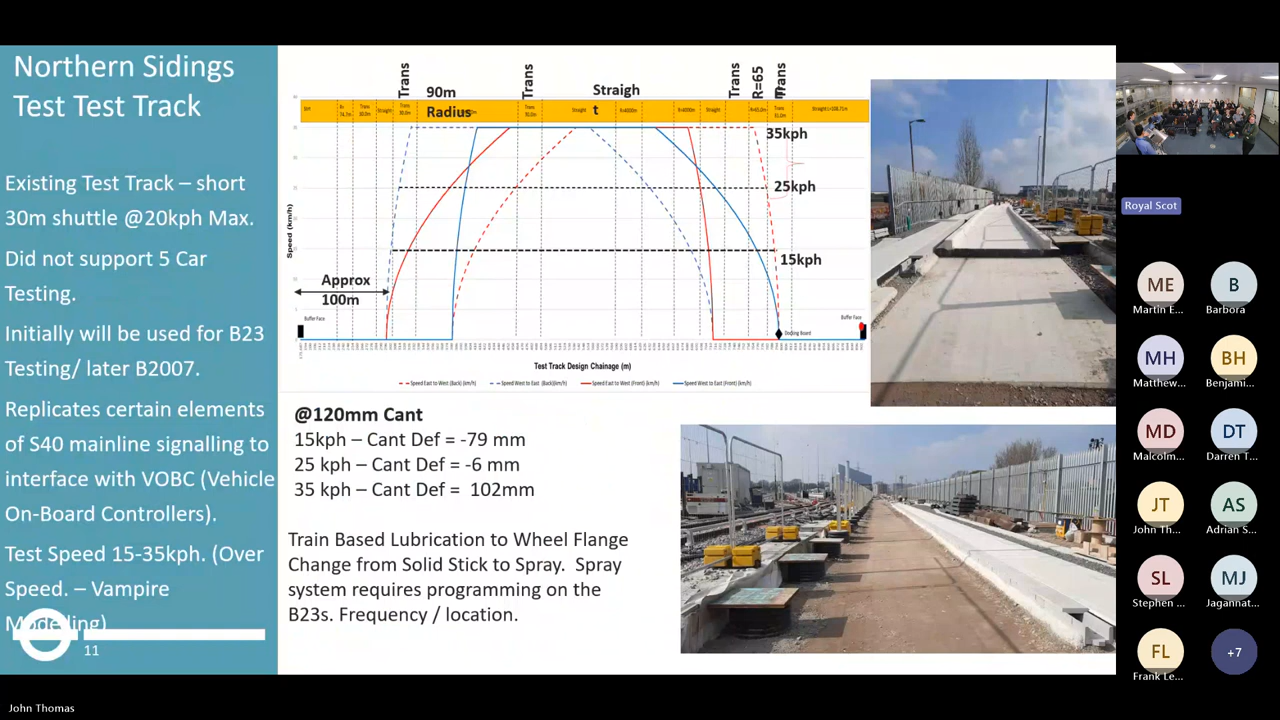 Northern Sidings
Test Test Track
Existing Test Track – short
30m shuttle @20kph Max.
Did not support 5 Car
Testing.
Initially will be used for B23
Testing/ later B2007.
Replicates certain elements
of S40 mainline signalling to
interface with VOBC (Vehicle
On-Board Controllers).
Test Speed 15-35kph. (Over
Speed. – Vampire
Modelling)
11
Trans
90m
Radius
Trans
Straigh
t
Trans
R=65
m
Trans
35kph
25kph
15kph
Approx
100m
Speed (km/h)
Buffer Face
Buffer Face
Docking Board
Test Track Design Chainage (m)
Speed East to West (Back) (km/h)
Speed West to East (Back)(km/h)
Speed East to West (Front) (km/h)
Speed West to East (Front) (km/h)
@120mm Cant
15kph – Cant Def = -79 mm
25 kph – Cant Def = -6 mm
35 kph – Cant Def = 102mm
Train Based Lubrication to Wheel Flange
Change from Solid Stick to Spray. Spray
system requires programming on the
B23s. Frequency / location.
Royal Scot
ME
Martin E...
B
Barbora
MH
Matthew...
BH
Benjami...
MD
Malcolm...
DT
Darren T...
JT
John Th...
AS
Adrian S...
SL
Stephen ...
MJ
Jagannat...
FL
Frank Le...
+7
John Thomas